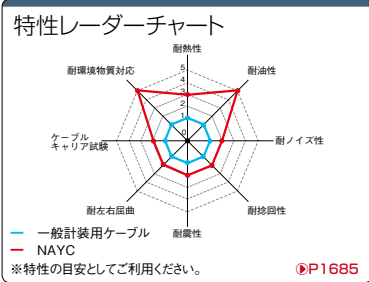 特性レーダーチャート
耐熱性
耐環境物質対応
耐油性
5
4
3
2
1
0
ケーブル
キャリア試験
耐ノイズ性
耐左右屈曲
耐捻回性
耐震性
一般計装用ケーブル
NAYC
※特性の目安としてご利用ください。
P1685